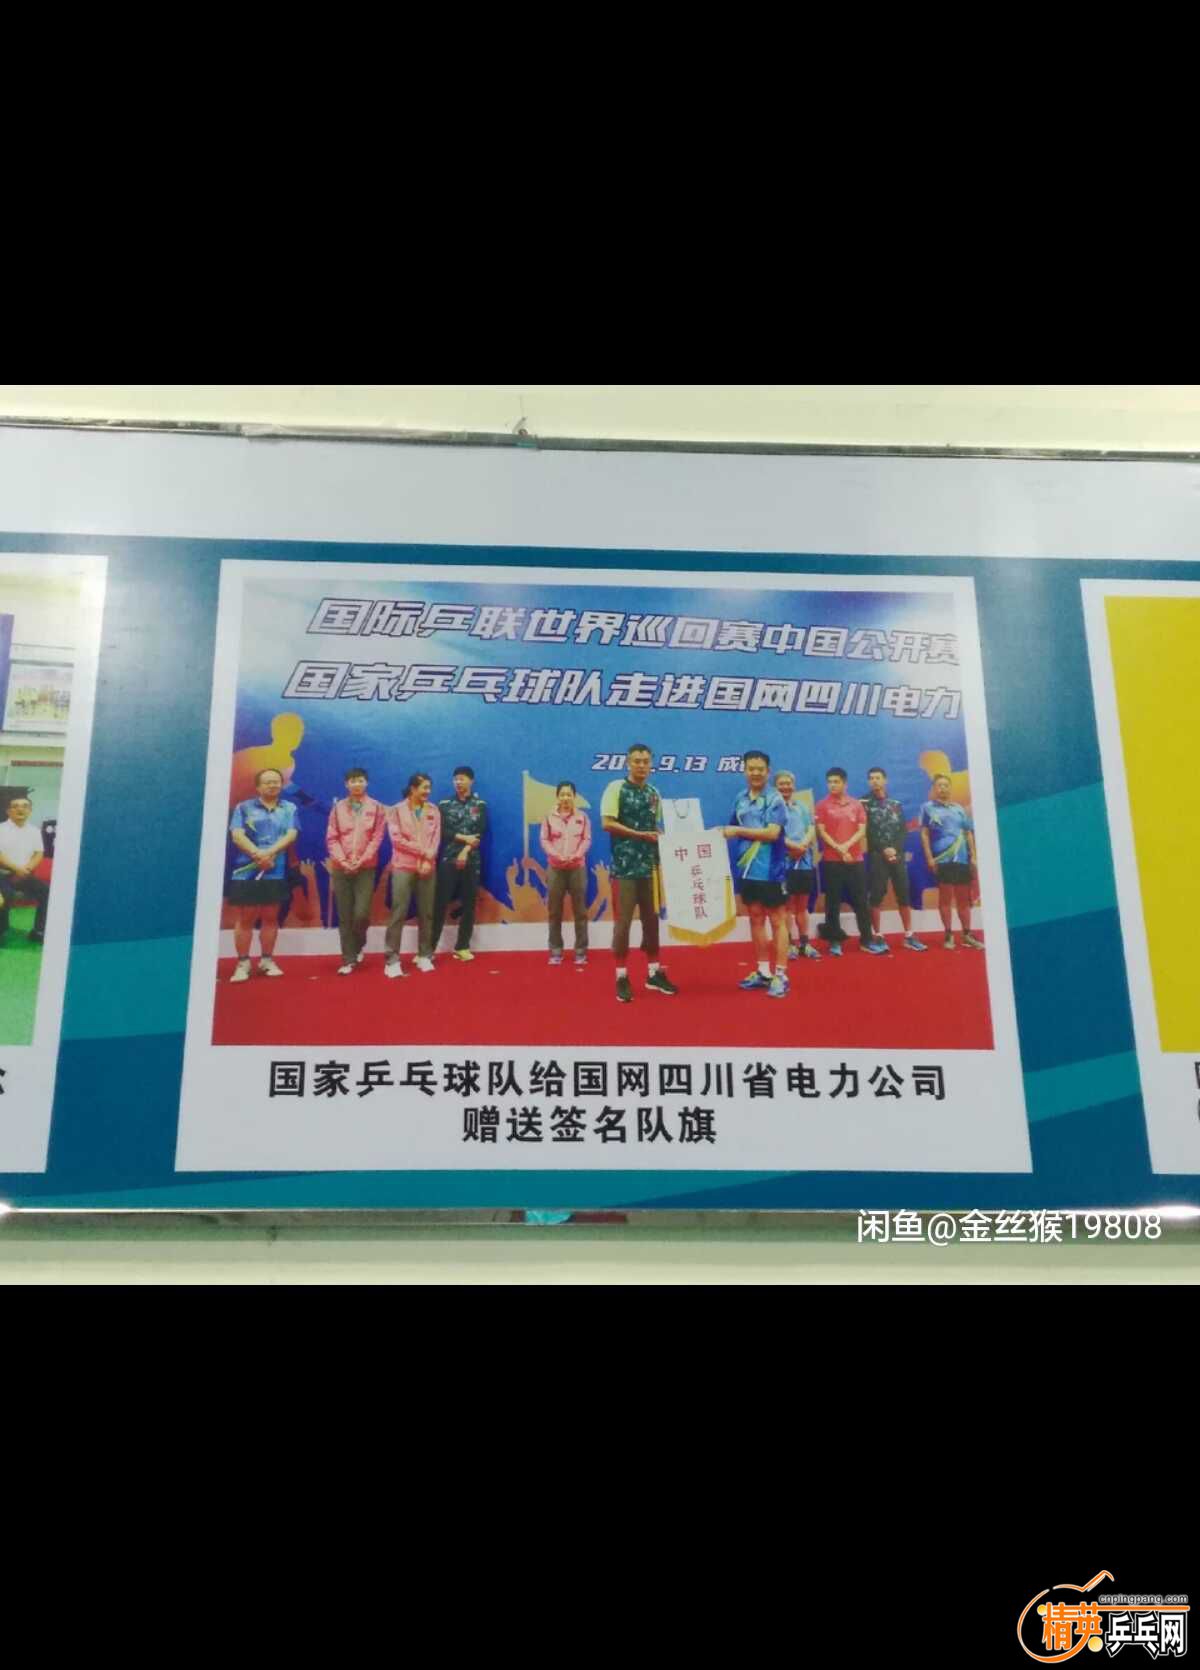 国际乒联世界巡回赛中国公开赛
国家乒乓球队走进国网四川电力
9.13
中国
乒乓球队
国家乒乓球队给国网四川省电力公司
赠送签名队旗
闲鱼@金丝猴19808
cnpingpang.com
精英乒乓网